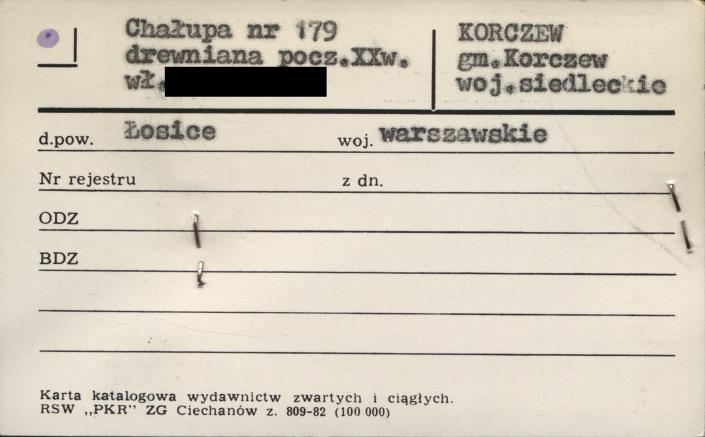 Chałupa nr 179
drewniana pocz.XXw.
wł.
KORCZEW
gm.Korczew
woj.siedleckie
d.pow. Łosice woj. warszawskie
Nr rejestru z dn.
ODZ
BDZ
Karta katalogowa wydawnictw zwartych i ciągłych.
RSW „PKR" ZG Ciechanów z. 809-82 (100 000)